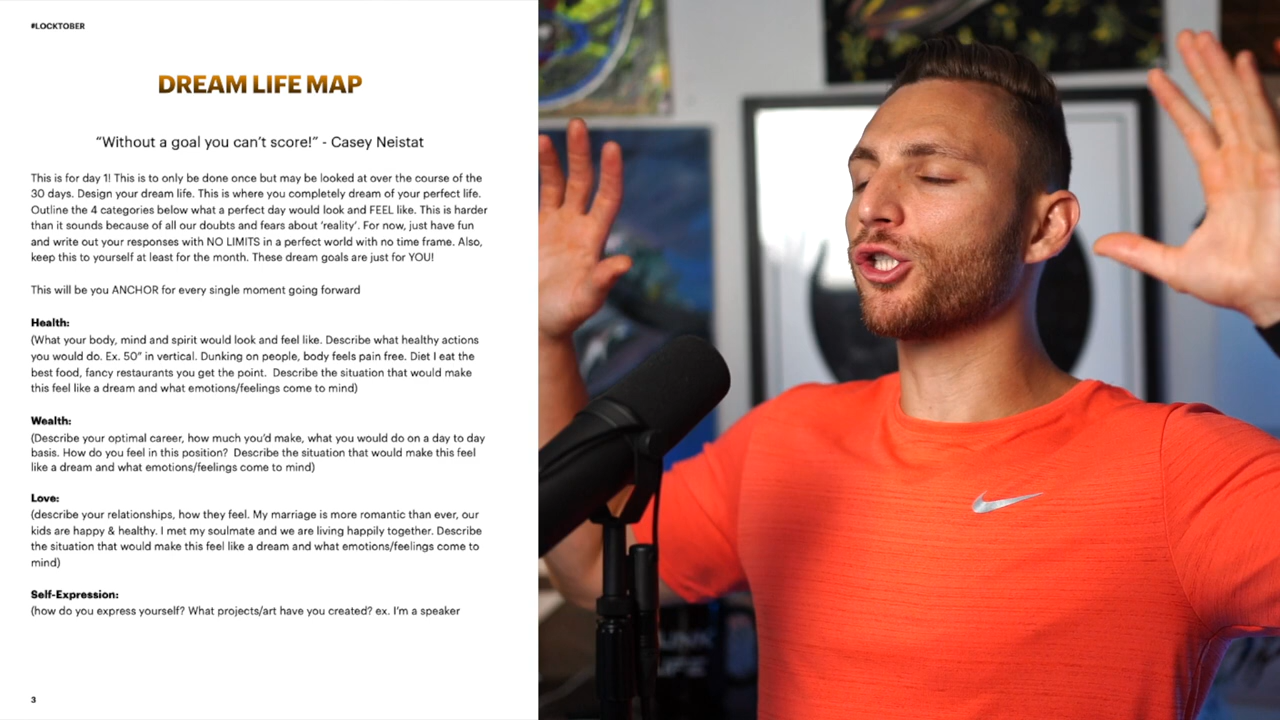 #LOCKTOBER
DREAM LIFE MAP
“Without a goal you can’t score!” - Casey Neistat
This is for day 1! This is to only be done once but may be looked at over the course of the
30 days. Design your dream life. This is where you completely dream of your perfect life.
Outline the 4 categories below what a perfect day would look and FEEL like. This is harder
than it sounds because of all our doubts and fears about ‘reality’. For now, just have fun
and write out your responses with NO LIMITS in a perfect world with no time frame. Also,
keep this to yourself at least for the month. These dream goals are just for YOU!
This will be you ANCHOR for every single moment going forward
Health:
(What your body, mind and spirit would look and feel like. Describe what healthy actions
you would do. Ex. 50” in vertical. Dunking on people, body feels pain free. Diet I eat the
best food, fancy restaurants you get the point.  Describe the situation that would make
this feel like a dream and what emotions/feelings come to mind)
Wealth:
(Describe your optimal career, how much you’d make, what you would do on a day to day
basis. How do you feel in this position?  Describe the situation that would make this feel
like a dream and what emotions/feelings come to mind)
Love:
(describe your relationships, how they feel. My marriage is more romantic than ever, our
kids are happy & healthy. I met my soulmate and we are living happily together. Describe
the situation that would make this feel like a dream and what emotions/feelings come to
mind)
Self-Expression:
(how do you express yourself? What projects/art have you created? ex. I’m a speaker
3